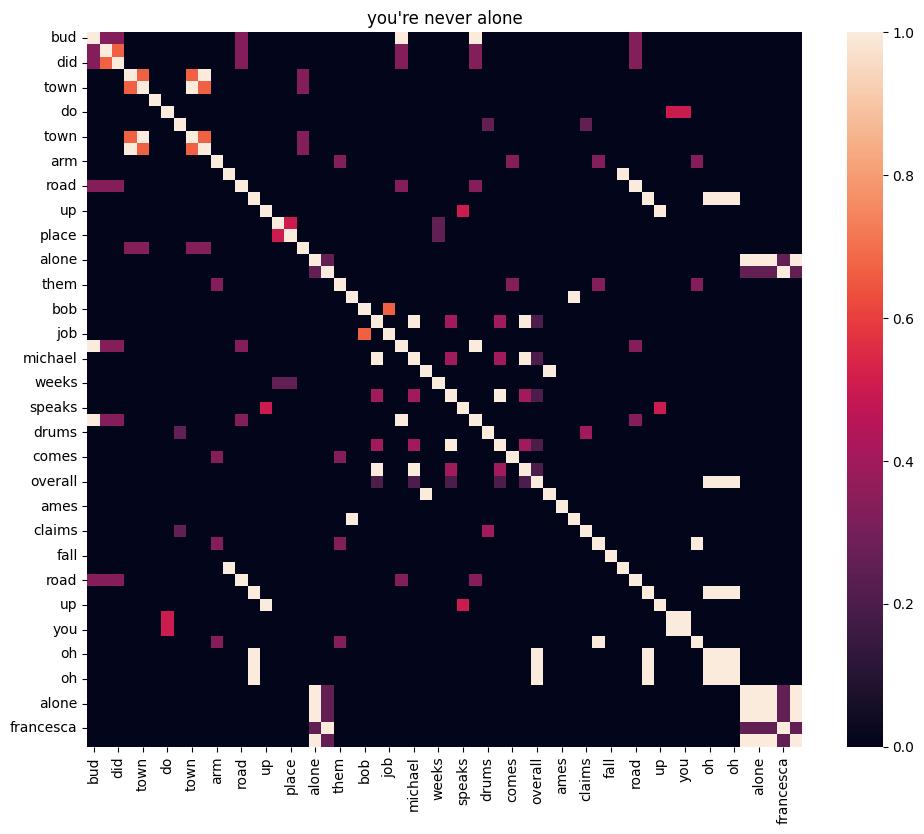 you're never alone
bud
did
town
do
town
arm
road
up
place
alone
them
bob
job
michael
weeks
speaks
drums
comes
overall
ames
claims
fall
road
up
you
oh
oh
alone
francesca
bud
did
town
do
town
arm
road
up
place
alone
them
bob
job
michael
weeks
speaks
drums
comes
overall
ames
claims
fall
road
up
you
oh
oh
alone
francesca
1.0
0.8
0.6
0.4
0.2
0.0